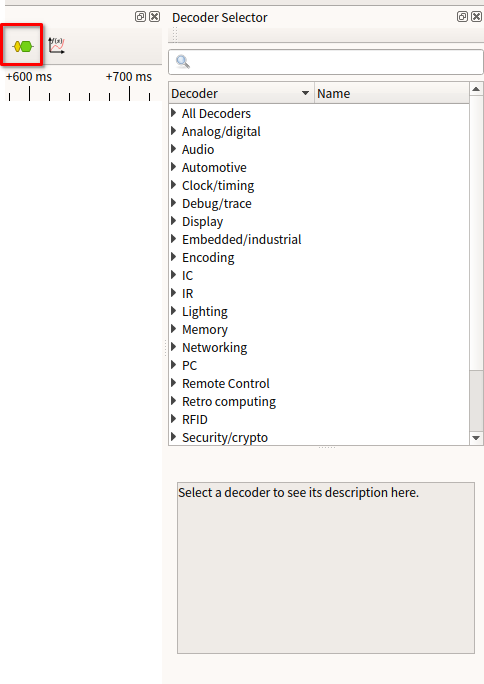 Decoder Selector
f(x)
+600 ms
+700 ms
Decoder
Name
All Decoders
Analog/digital
Audio
Automotive
Clock/timing
Debug/trace
Display
Embedded/industrial
Encoding
IC
IR
Lighting
Memory
Networking
PC
Remote Control
Retro computing
RFID
Security/crypto
Select a decoder to see its description here.